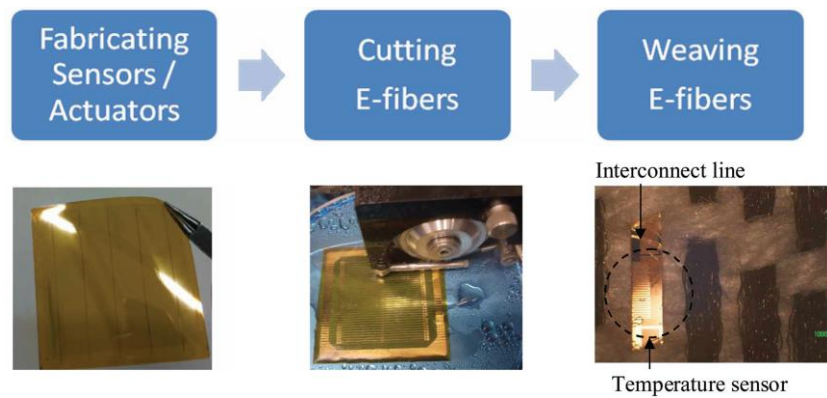 Fabricating
Sensors /
Actuators
Cutting
E-fibers
Weaving
E-fibers
Interconnect line
Temperature sensor